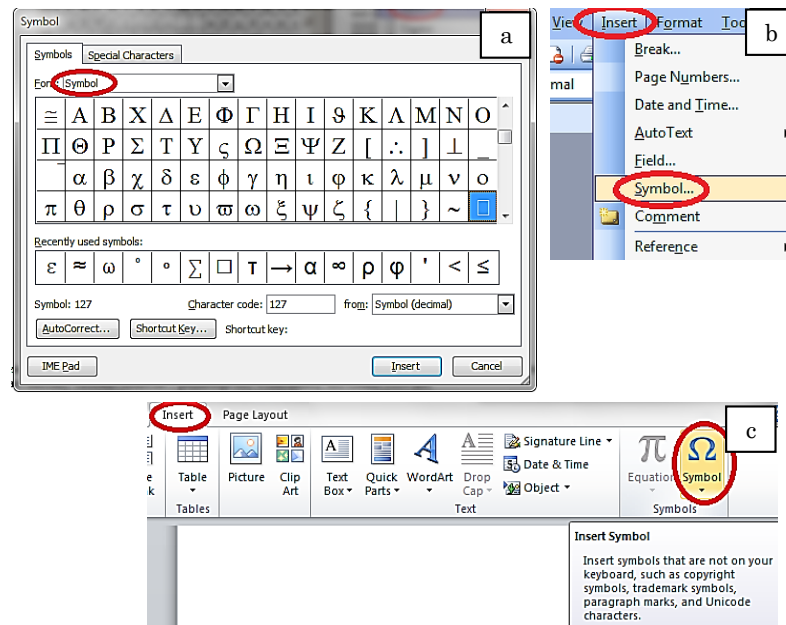 Symbol
a
Symbols Special Characters
Font: Symbol
≅ Α Β Χ Δ Ε Φ Γ Η Ι ϑ Κ Λ Μ Ν Ο
Π Θ Ρ Σ Τ Υ ς Ω Ξ Ψ Ζ [ ∴ ] ⊥ _
‾ α β χ δ ε ϕ γ η ι φ κ λ μ ν ο
π θ ρ σ τ υ ϖ ω ξ ψ ζ { | } ~ □
Recently used symbols:
ε ≈ ω ° º ∑ □ τ → α ∞ ρ φ ' < ≤
Symbol: 127 Character code: 127 from: Symbol (decimal)
AutoCorrect... Shortcut Key... Shortcut key:
IME Pad Insert Cancel
View Insert Format
b
mal
Break...
Page Numbers...
Date and Time...
AutoText
Field...
Symbol...
Comment
Reference
Insert Page Layout
c
Table
Tables
Picture
Clip
Art
A
Text
Box
Quick
Parts
A
WordArt
A
Drop
Cap
Signature Line
Date & Time
Object
Text
π
Equation
Ω
Symbol
Symbols
Insert Symbol
Insert symbols that are not on your
keyboard, such as copyright
symbols, trademark symbols,
paragraph marks, and Unicode
characters.